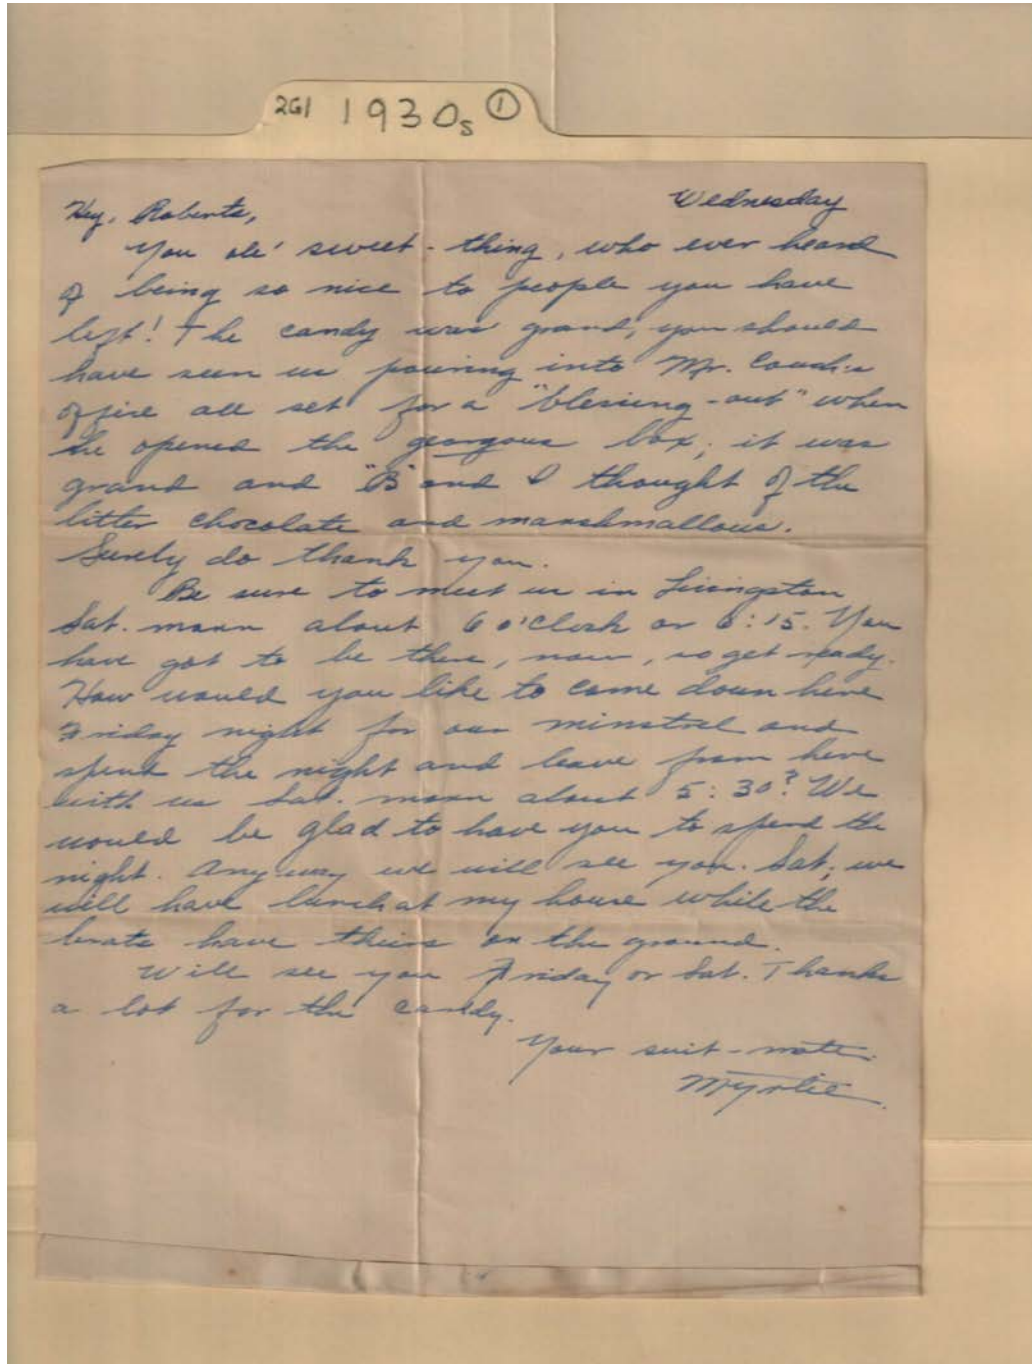 2G1 1930s ①
Wednesday
Hey, Roberts,
You ole' sweet-thing, who ever heard
of being so nice to people you have
left! The candy was grand, you should
have seen us pouring into Mr. Couch's
office all set for a "blessing-out" when
he opened the geongous box; it was
grand and "B" and I thought of the
bitter chocolate and marshmallows.
Surely do thank you.
Be sure to meet us in Livingston
Sat. morn about 6 o'clock or 6:15. You
have got to be there, now, so get ready.
How would you like to come down here
Friday night for our minstrel and
spend the night and leave from here
with us Sat. morn about 5:30? We
would be glad to have you to spend the
night. Anyway we will see you Sat; we
will have lunch at my house while the
brats have theirs on the ground.
Will see you Friday or Sat. Thanks
a lot for the candy.
Your suit-mate.
Myrtie.